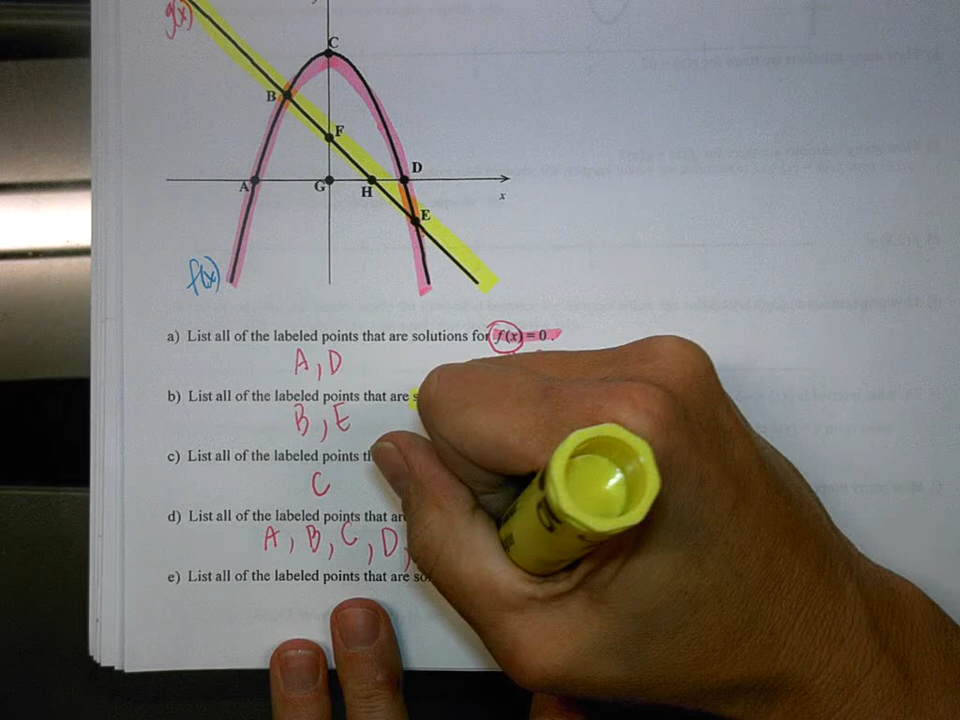 g(x)
y
C
B
F
D
A
G
H
x
E
f(x)
a) List all of the labeled points that are solutions for f(x) = 0.
A, D
b) List all of the labeled points that are
B, E
c) List all of the labeled points
C
d) List all of the labeled points that
A, B, C, D,
e) List all of the labeled points that are